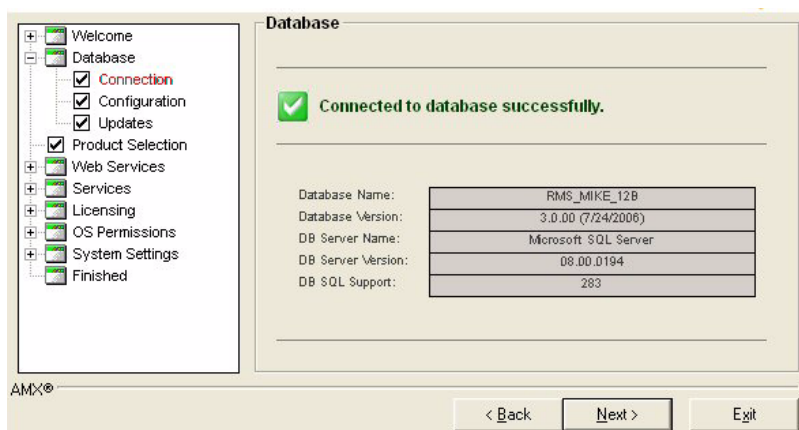 Welcome
Database
Connection
Configuration
Updates
Product Selection
Web Services
Services
Licensing
OS Permissions
System Settings
Finished
Database
Connected to database successfully.
Database Name: RMS_MIKE_12B
Database Version: 3.0.00 (7/24/2006)
DB Server Name: Microsoft SQL Server
DB Server Version: 08.00.0194
DB SQL Support: 283
AMX®
< Back Next > Exit